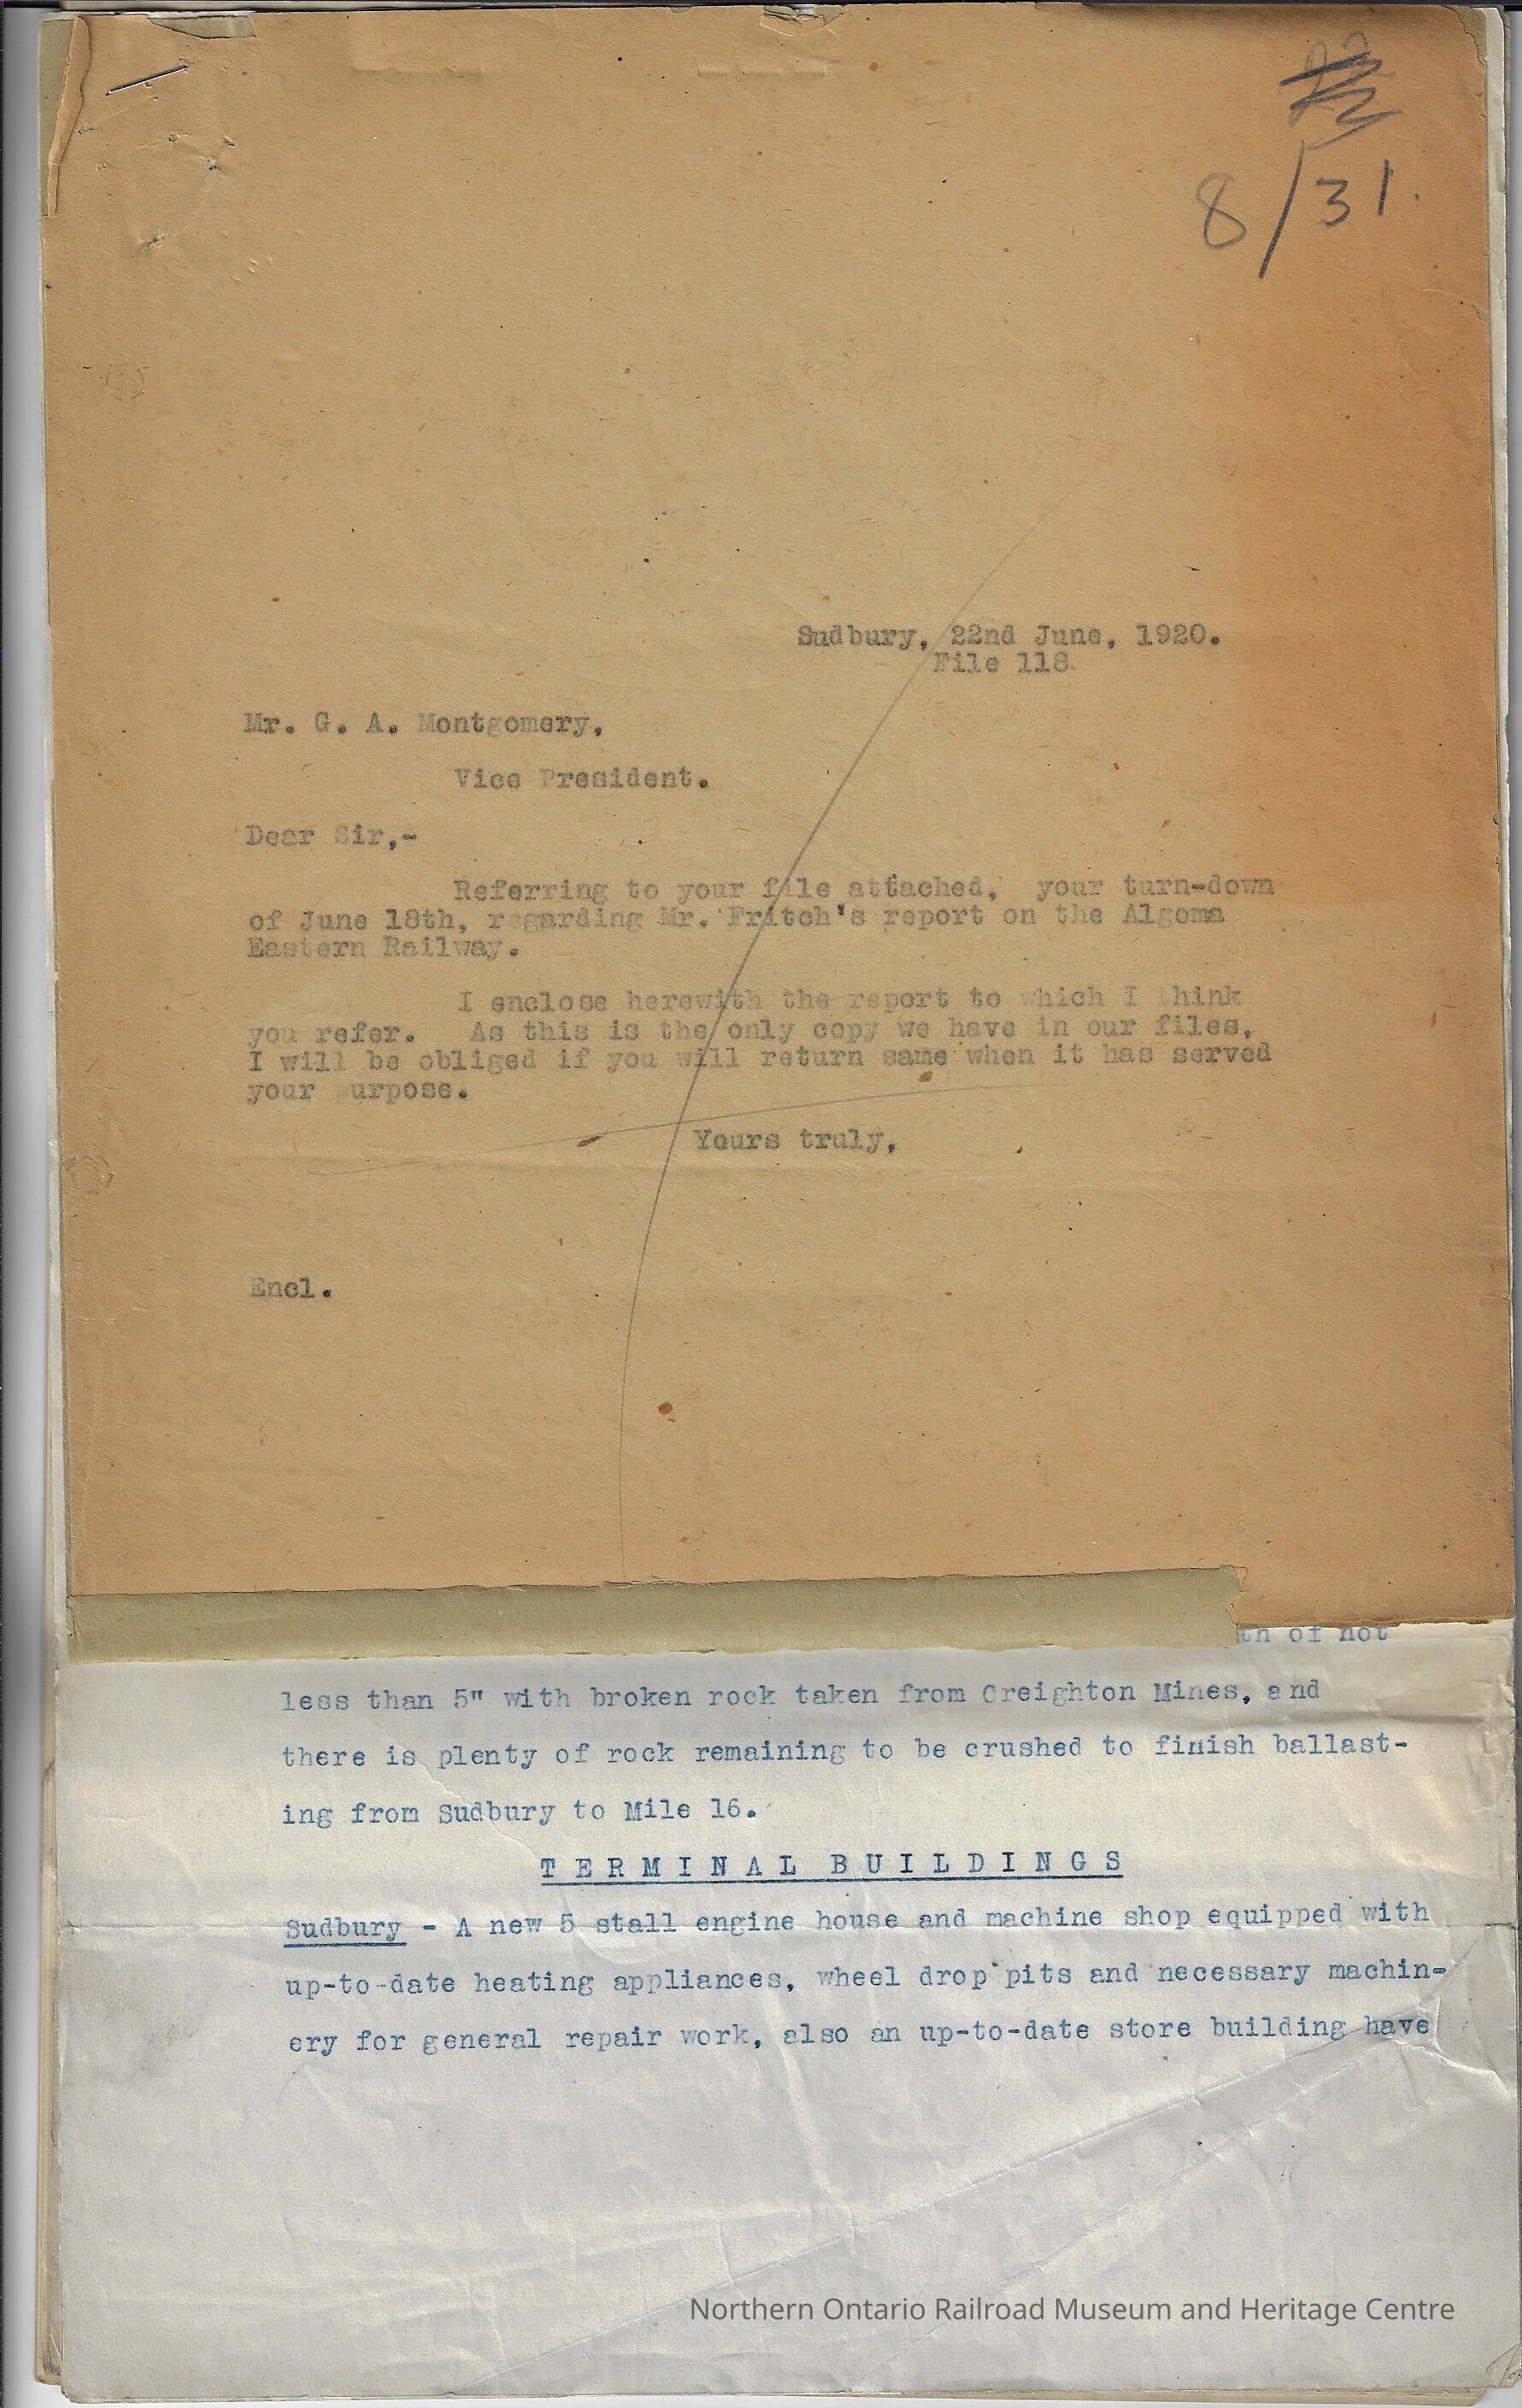 8/31.
Sudbury, 22nd June, 1920.
File 118
Mr. G. A. Montgomery,
Vice President.
Dear Sir,-
Referring to your file attached, your turn-down
of June 18th, regarding Mr. Fritch's report on the Algoma
Eastern Railway.
I enclose herewith the report to which I think
you refer. As this is the only copy we have in our files,
I will be obliged if you will return same when it has served
your urpose.
Yours truly,
Encl.
th of not
less than 5" with broken rock taken from Creighton Mines, and
there is plenty of rock remaining to be crushed to finish ballast-
ing from Sudbury to Mile 16.
TERMINAL BUILDINGS
Sudbury - A new 5 stall engine house and machine shop equipped with
up-to-date heating appliances, wheel drop pits and necessary machin-
ery for general repair work, also an up-to-date store building have
Northern Ontario Railroad Museum and Heritage Centre